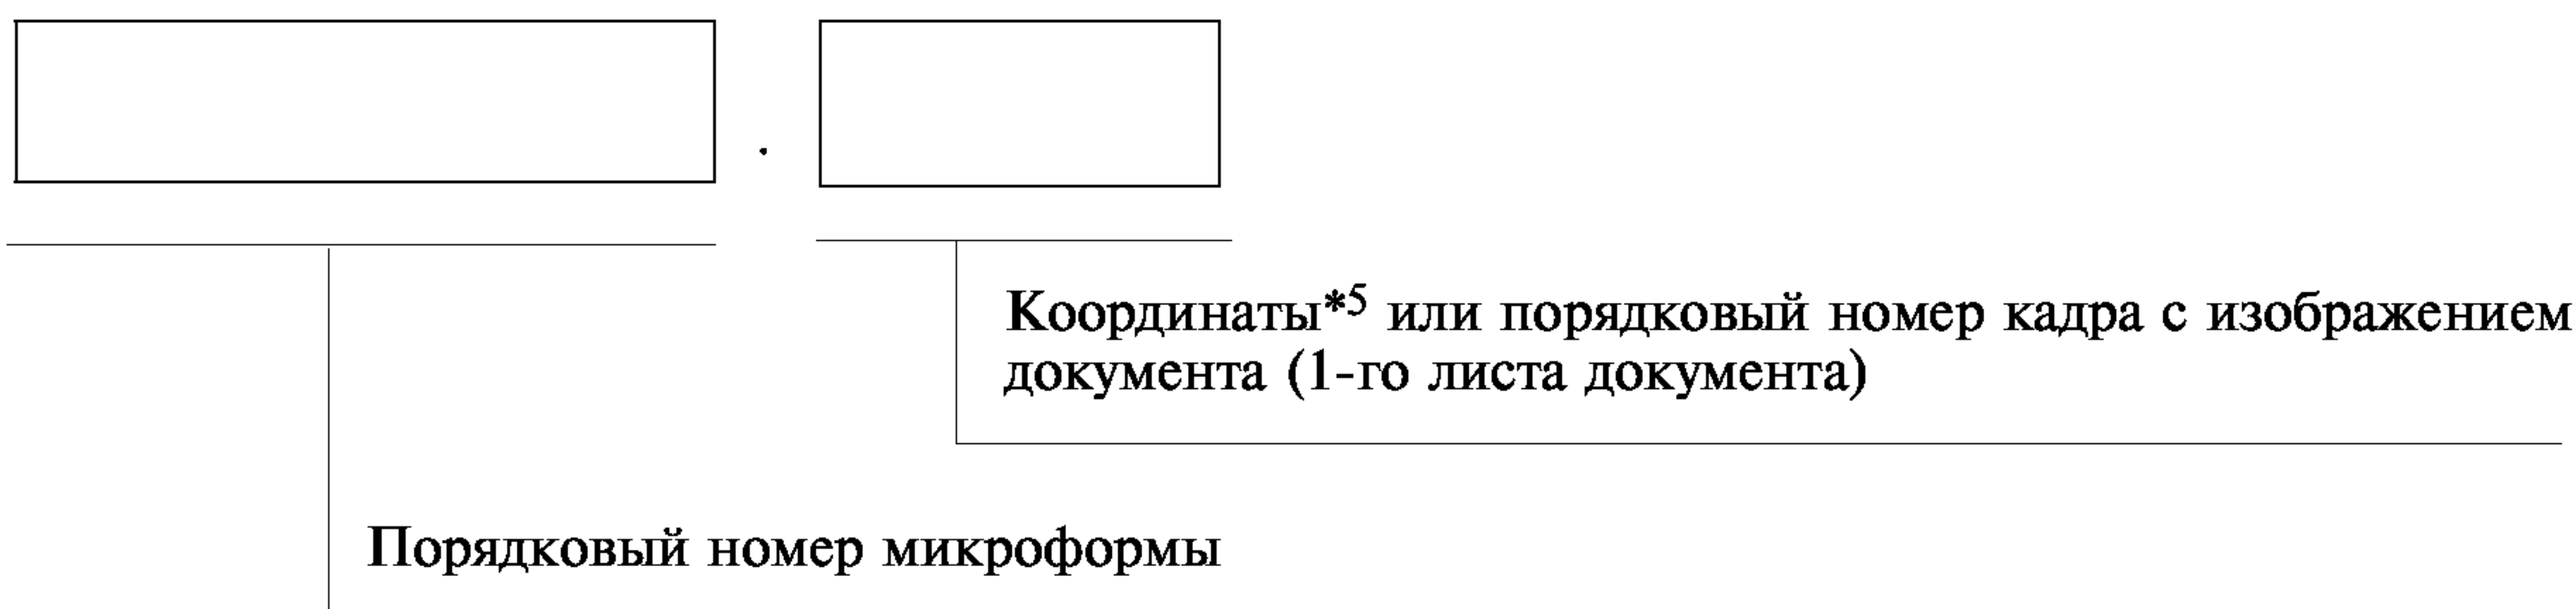 .
Координаты*5 или порядковый номер кадра с изображением
документа (1-го листа документа)
Порядковый номер микроформы